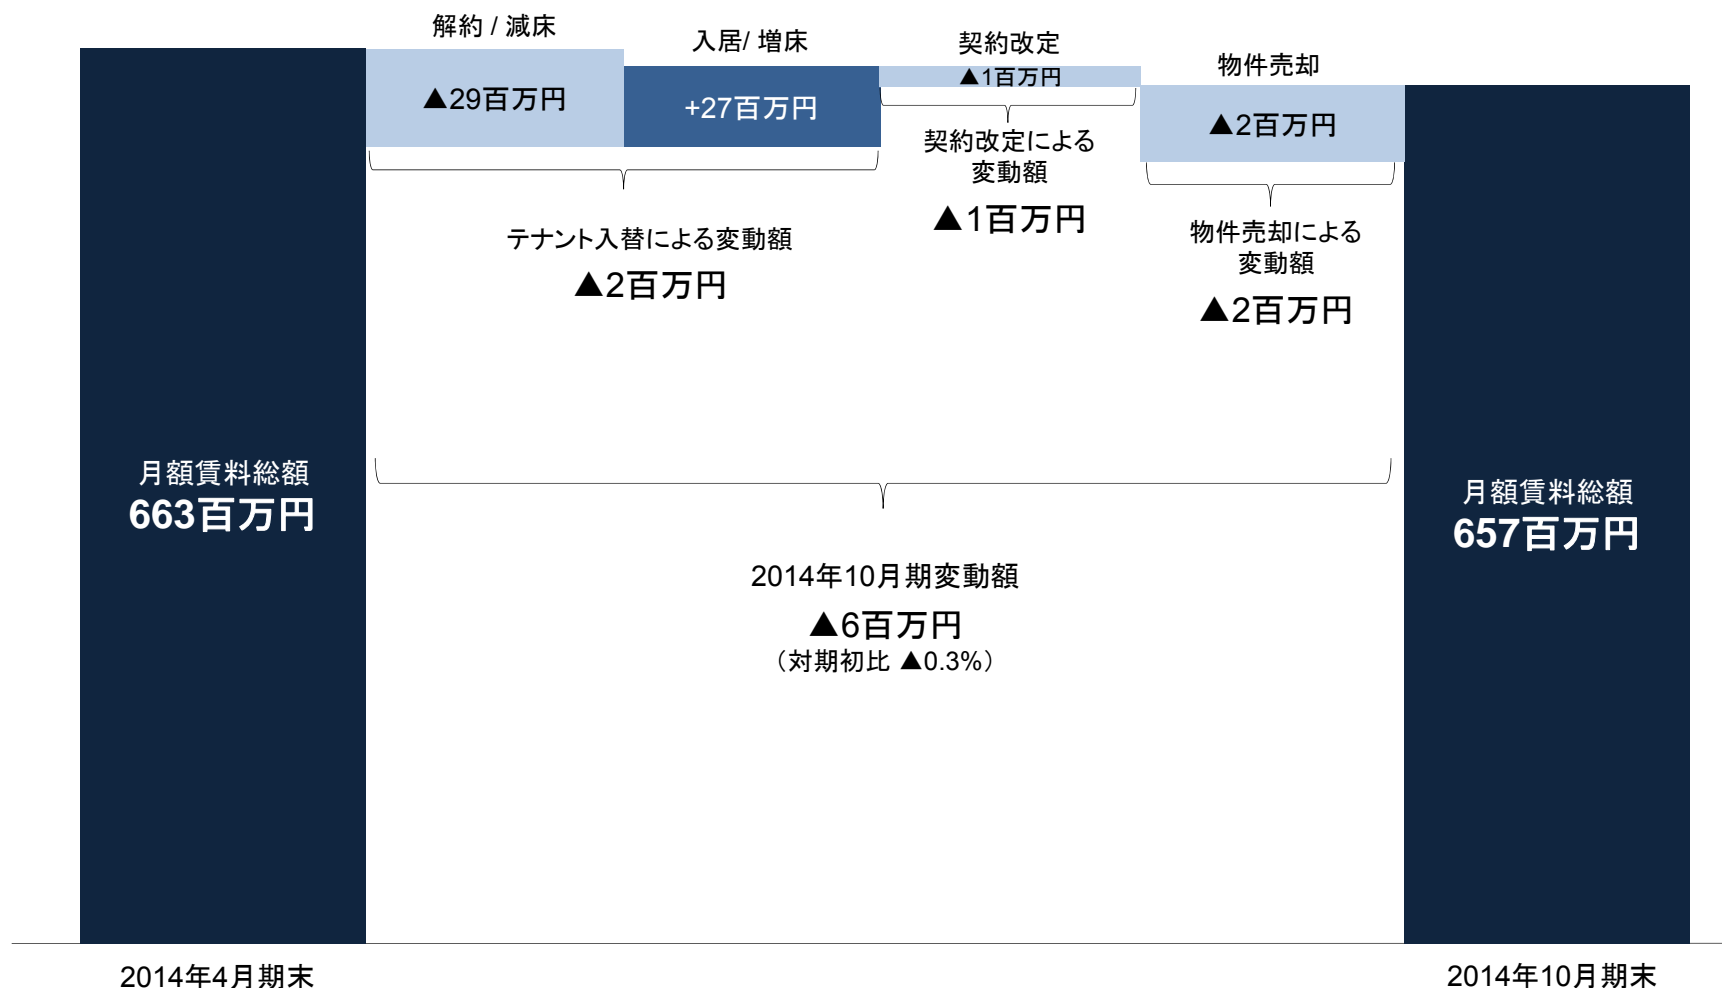 解約 / 減床
入居/ 増床
契約改定
物件売却
▲29百万円
+27百万円
▲1百万円
▲2百万円
契約改定による
変動額
▲1百万円
テナント入替による変動額
▲2百万円
物件売却による
変動額
▲2百万円
月額賃料総額
663百万円
月額賃料総額
657百万円
2014年10月期変動額
▲6百万円
（対期初比 ▲0.3%）
2014年4月期末
2014年10月期末